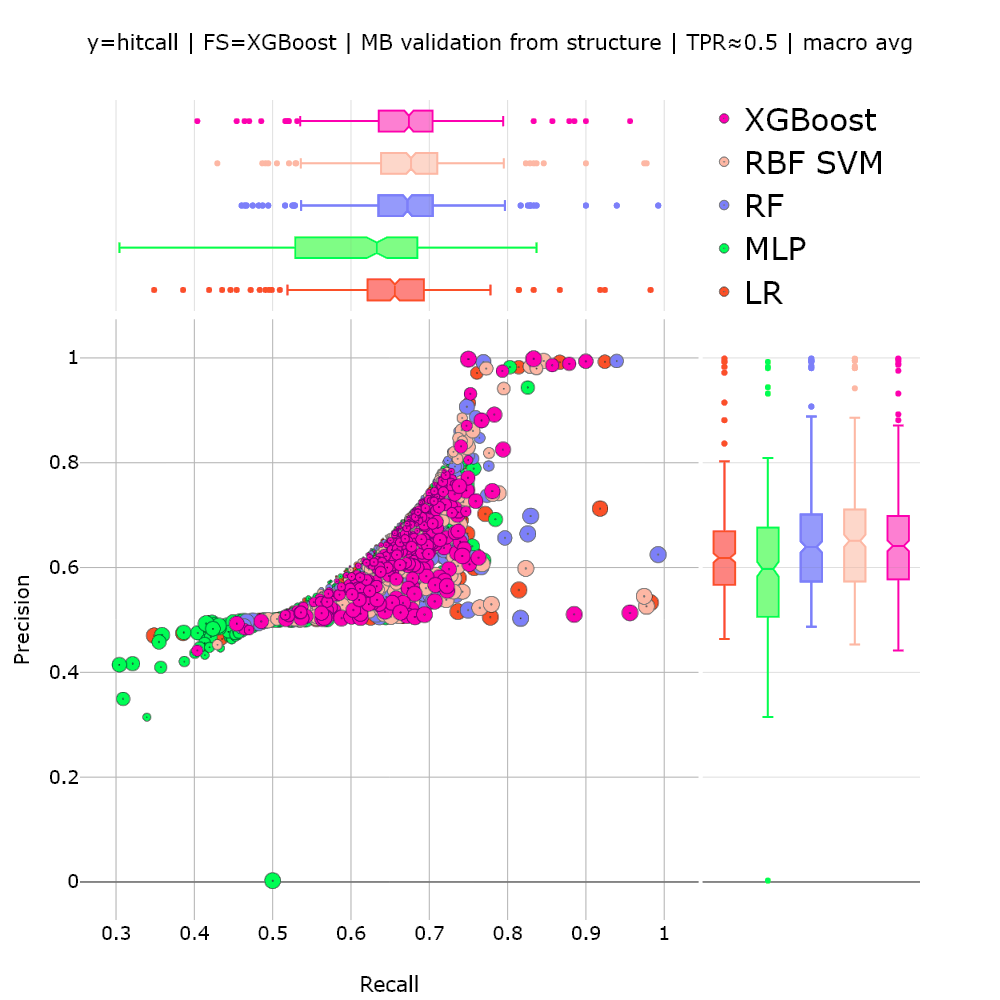 y=hitcall | FS=XGBoost | MB validation from structure | TPR≈0.5 | macro avg
XGBoost
RBF SVM
RF
MLP
LR
1
0.8
0.6
0.4
0.2
0
Precision
0.3 0.4 0.5 0.6 0.7 0.8 0.9 1
Recall